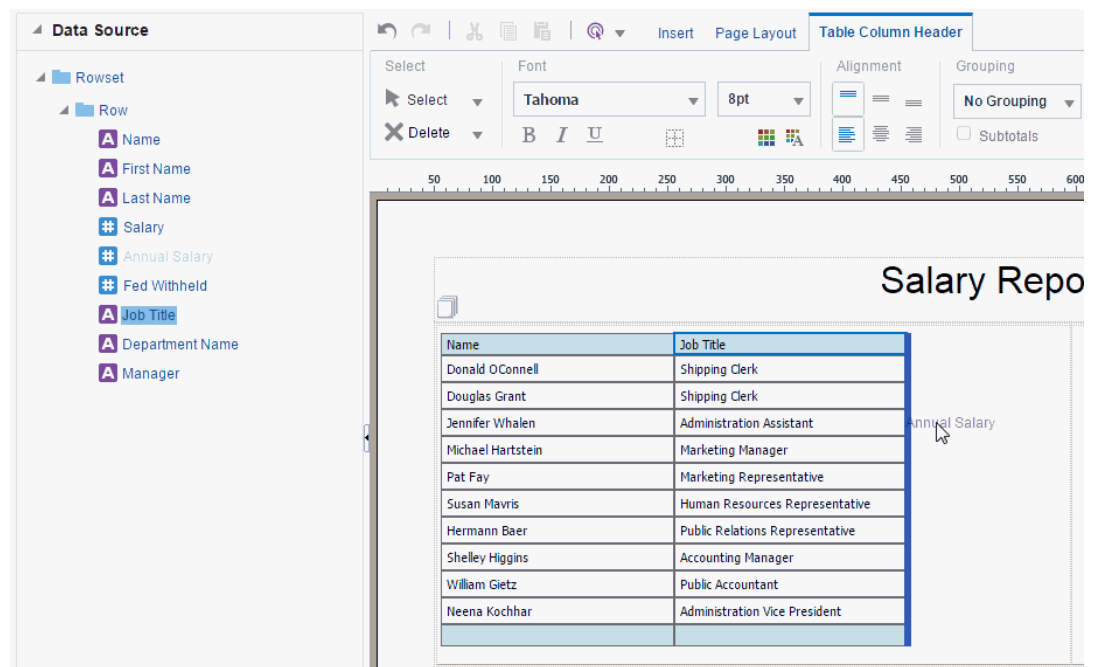 Data Source
Rowset
Row
Name
First Name
Last Name
Salary
Annual Salary
Fed Withheld
Job Title
Department Name
Manager
Insert Page Layout Table Column Header
Select Font Alignment Grouping
Select Tahoma 8pt No Grouping
Delete B I U Subtotals
50 100 150 200 250 300 350 400 450 500 550 600
Salary Repo
Name Job Title
Donald OConnell Shipping Clerk
Douglas Grant Shipping Clerk
Jennifer Whalen Administration Assistant Annual Salary
Michael Hartstein Marketing Manager
Pat Fay Marketing Representative
Susan Mavris Human Resources Representative
Hermann Baer Public Relations Representative
Shelley Higgins Accounting Manager
William Gietz Public Accountant
Neena Kochhar Administration Vice President